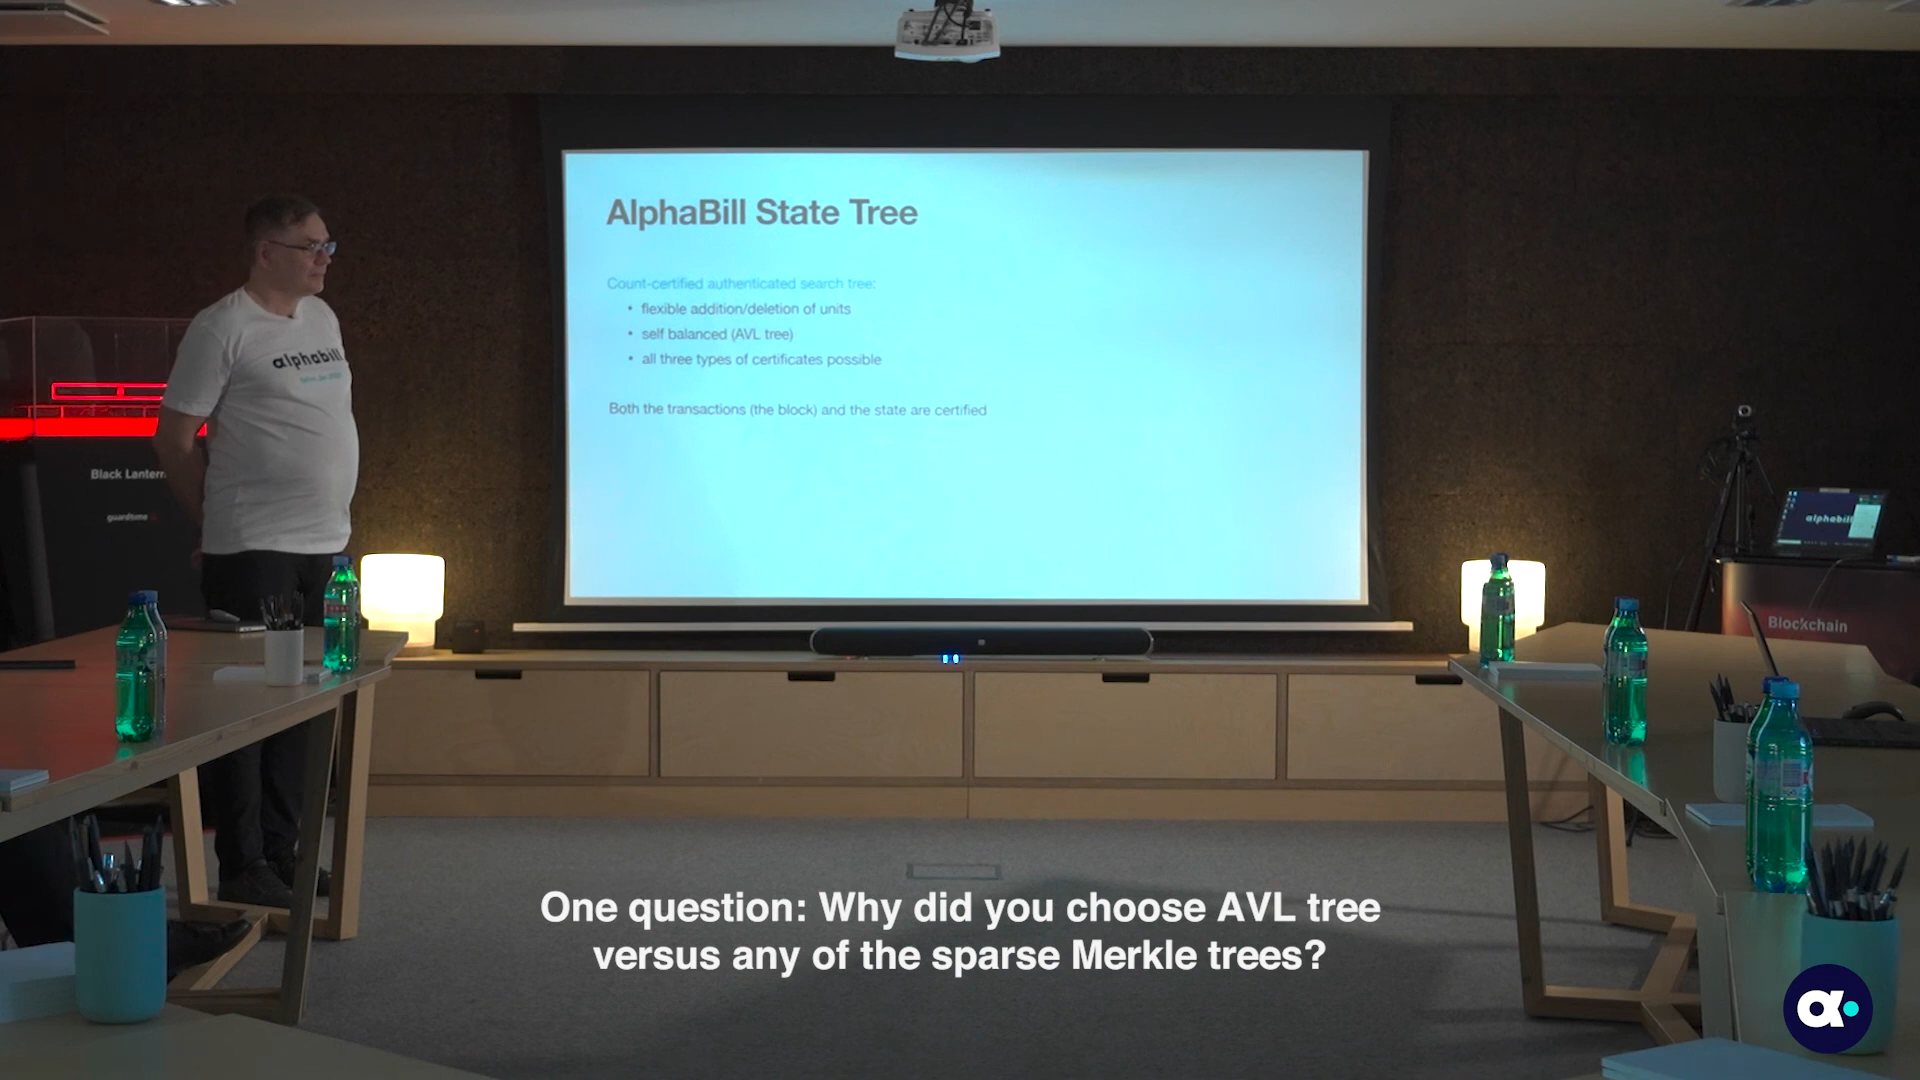 AlphaBill State Tree
Count-certified authenticated search tree:
• flexible addition/deletion of units
• self balanced (AVL tree)
• all three types of certificates possible
Both the transactions (the block) and the state are certified
alphabill
Black Lantern
guardtime
alphabill
Blockchain
One question: Why did you choose AVL tree
versus any of the sparse Merkle trees?